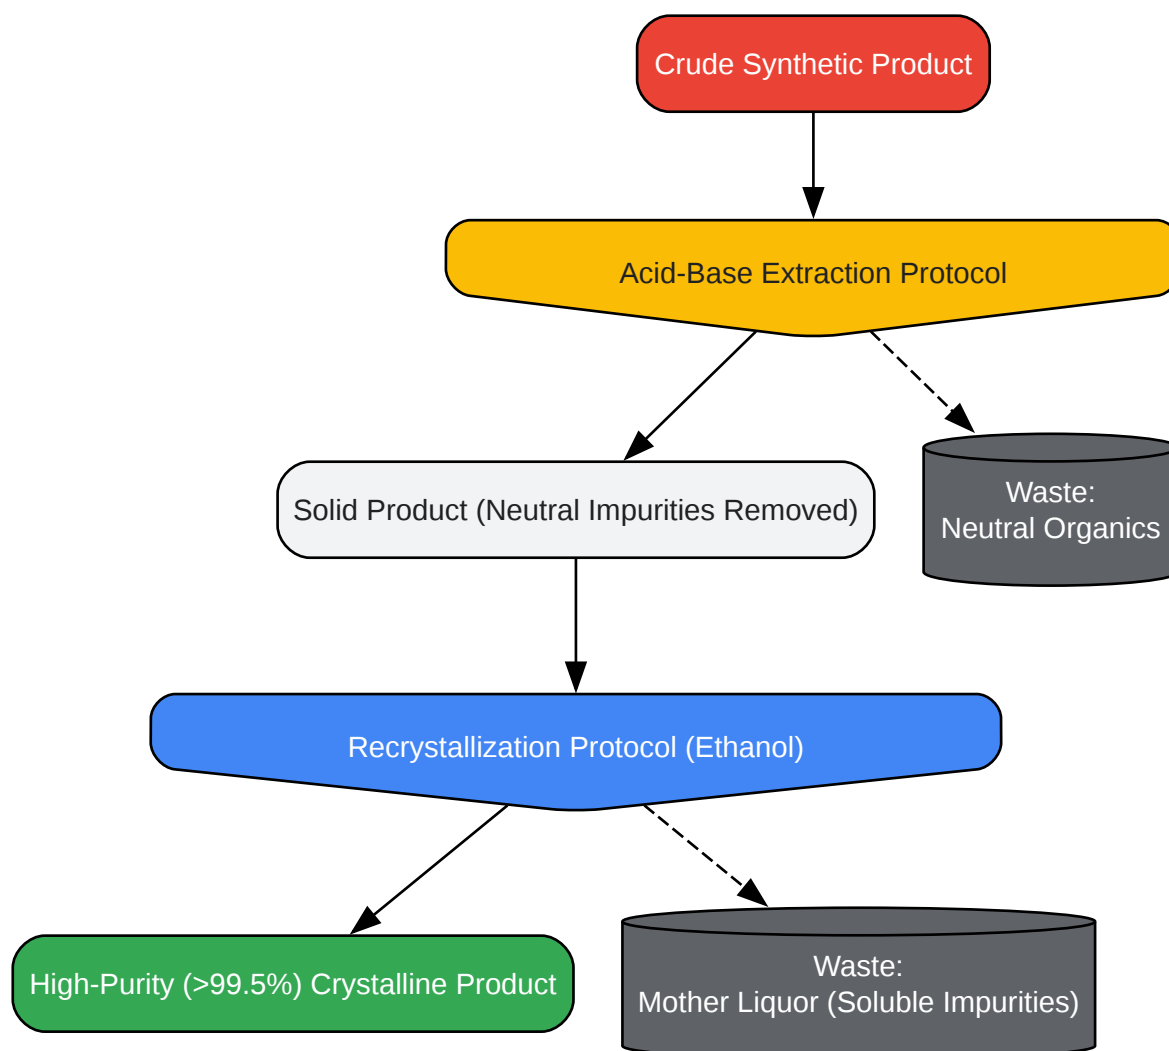 Crude Synthetic Product
Acid-Base Extraction Protocol
Solid Product (Neutral Impurities Removed)
Waste:
Neutral Organics
Recrystallization Protocol (Ethanol)
High-Purity (>99.5%) Crystalline Product
Waste:
Mother Liquor (Soluble Impurities)